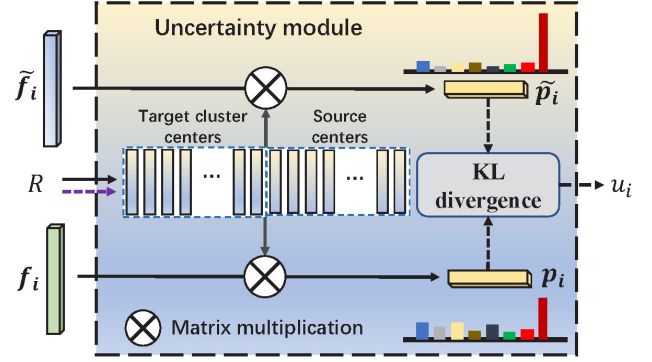 Uncertainty module
f̃ᵢ
p̃ᵢ
Target cluster
centers
Source
centers
...
...
R
KL
divergence
uᵢ
fᵢ
pᵢ
Matrix multiplication